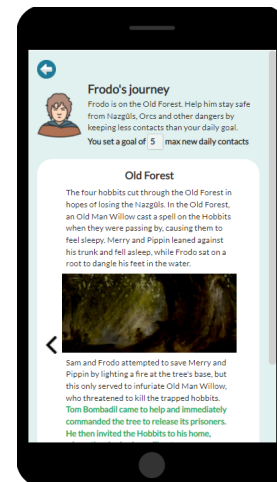 Frodo's journey
Frodo is on the Old Forest. Help him stay safe
from Nazgûls, Orcs and other dangers by
keeping less contacts than your daily goal.
You set a goal of 5 max new daily contacts
Old Forest
The four hobbits cut through the Old Forest in
hopes of losing the Nazgûls. In the Old Forest,
an Old Man Willow cast a spell on the Hobbits
when they were passing by, causing them to
feel sleepy. Merry and Pippin leaned against
his trunk and fell asleep, while Frodo sat on a
root to dangle his feet in the water.
Sam and Frodo attempted to save Merry and
Pippin by lighting a fire at the tree's base, but
this only served to infuriate Old Man Willow,
who threatened to kill the trapped hobbits.
Tom Bombadil came to help and immediately
commanded the tree to release its prisoners.
He then invited the Hobbits to his home,